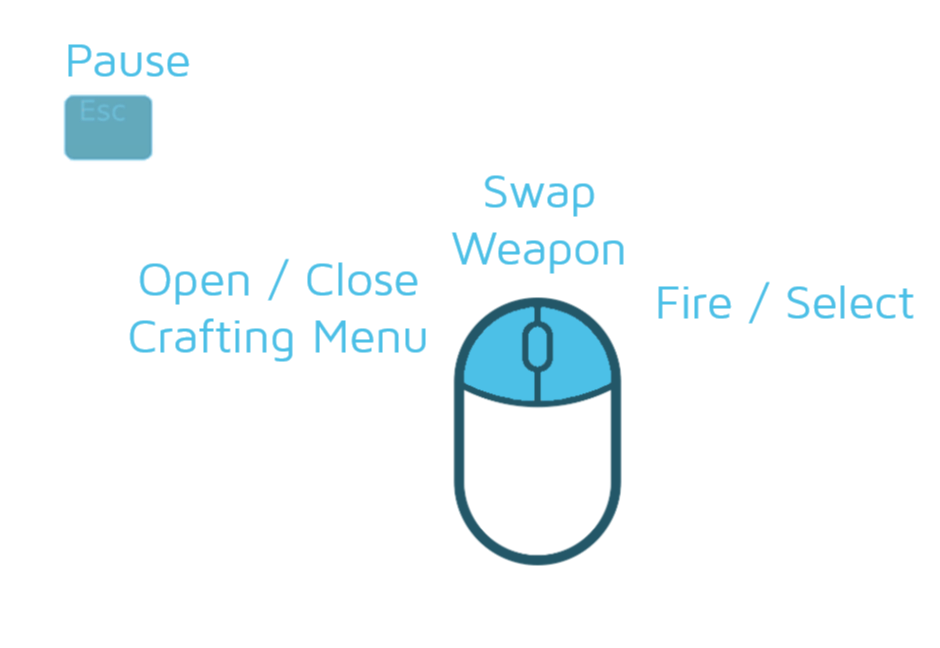 Pause
Esc
Swap
Weapon
Open / Close
Crafting Menu
Fire / Select